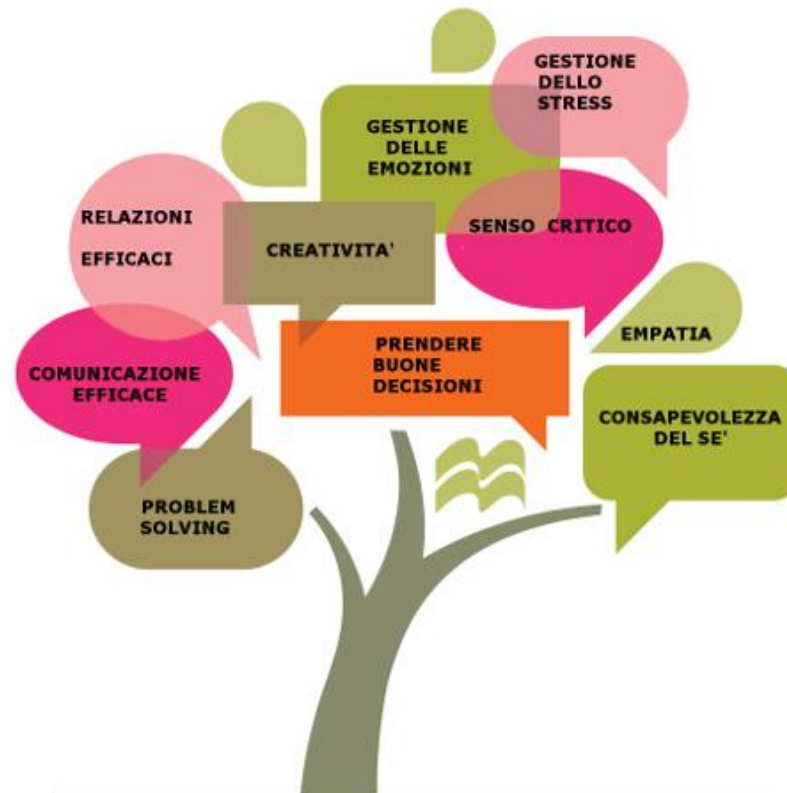 GESTIONE
DELLO
STRESS
GESTIONE
DELLE
EMOZIONI
RELAZIONI
EFFICACI
CREATIVITA'
SENSO CRITICO
PRENDERE
BUONE
DECISIONI
EMPATIA
COMUNICAZIONE
EFFICACE
CONSAPEVOLEZZA
DEL SE'
PROBLEM
SOLVING